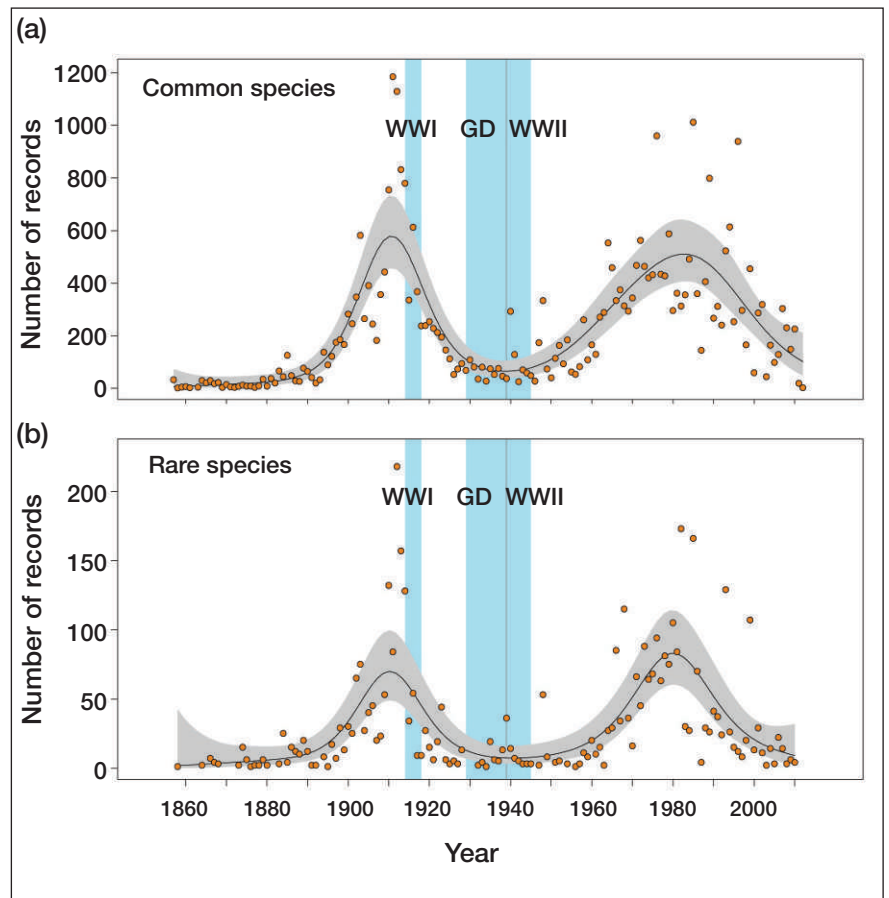 (a)
Common species
WWI GD WWII
1200
1000
800
600
400
200
0
Number of records
(b)
Rare species
WWI GD WWII
200
150
100
50
0
Number of records
1860 1880 1900 1920 1940 1960 1980 2000
Year